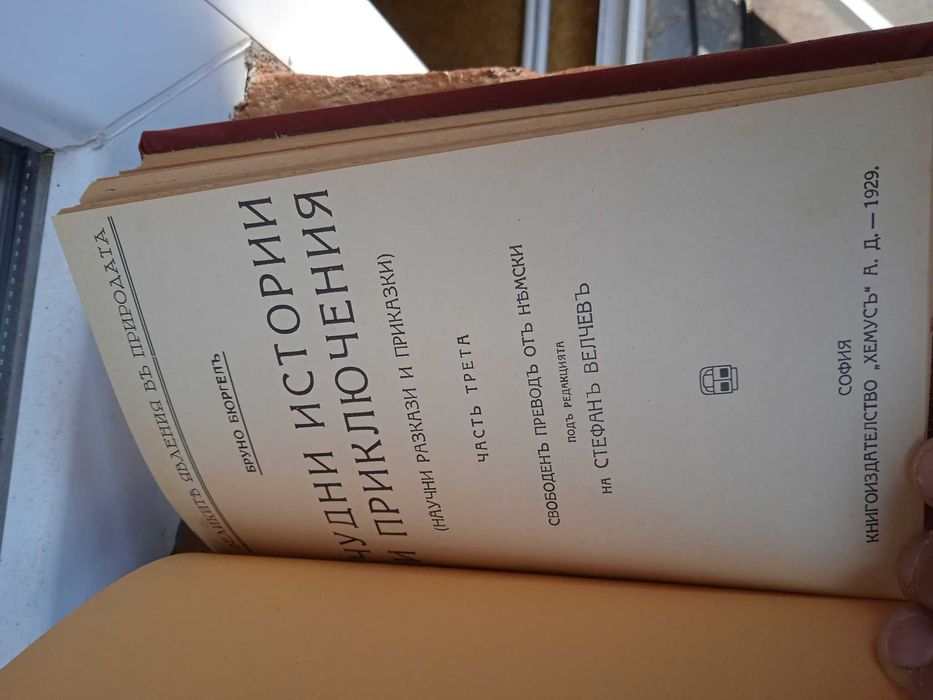 ВЕЛИКИТѢ ЯВЛЕНИЯ ВЪ ПРИРОДАТА
БРУНО БЮРГЕЛЪ
ЧУДНИ ИСТОРИИ
И ПРИКЛЮЧЕНИЯ
(НАУЧНИ РАЗКАЗИ И ПРИКАЗКИ)
ЧАСТЬ ТРЕТА
СВОБОДЕНЪ ПРЕВОДЪ ОТЪ НѢМСКИ
ПОДЪ РЕДАКЦИЯТА
НА СТЕФАНЪ ВЕЛЧЕВЪ
СОФИЯ
КНИГОИЗДАТЕЛСТВО „ХЕМУСЪ“ А. Д. — 1929.